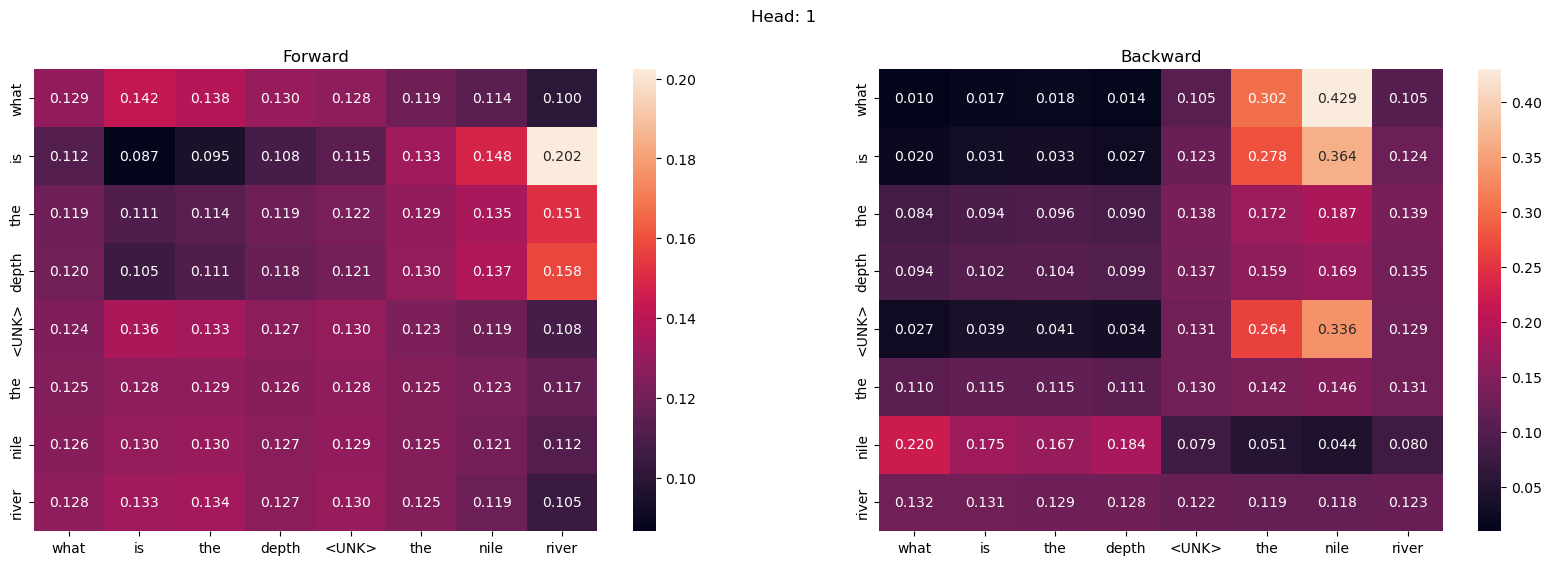 Head: 1
Forward
what 0.129 0.142 0.138 0.130 0.128 0.119 0.114 0.100
is 0.112 0.087 0.095 0.108 0.115 0.133 0.148 0.202
the 0.119 0.111 0.114 0.119 0.122 0.129 0.135 0.151
depth 0.120 0.105 0.111 0.118 0.121 0.130 0.137 0.158
<UNK> 0.124 0.136 0.133 0.127 0.130 0.123 0.119 0.108
the 0.125 0.128 0.129 0.126 0.128 0.125 0.123 0.117
nile 0.126 0.130 0.130 0.127 0.129 0.125 0.121 0.112
river 0.128 0.133 0.134 0.127 0.130 0.125 0.119 0.105
what is the depth <UNK> the nile river
0.20
0.18
0.16
0.14
0.12
0.10
Backward
what 0.010 0.017 0.018 0.014 0.105 0.302 0.429 0.105
is 0.020 0.031 0.033 0.027 0.123 0.278 0.364 0.124
the 0.084 0.094 0.096 0.090 0.138 0.172 0.187 0.139
depth 0.094 0.102 0.104 0.099 0.137 0.159 0.169 0.135
<UNK> 0.027 0.039 0.041 0.034 0.131 0.264 0.336 0.129
the 0.110 0.115 0.115 0.111 0.130 0.142 0.146 0.131
nile 0.220 0.175 0.167 0.184 0.079 0.051 0.044 0.080
river 0.132 0.131 0.129 0.128 0.122 0.119 0.118 0.123
what is the depth <UNK> the nile river
0.40
0.35
0.30
0.25
0.20
0.15
0.10
0.05